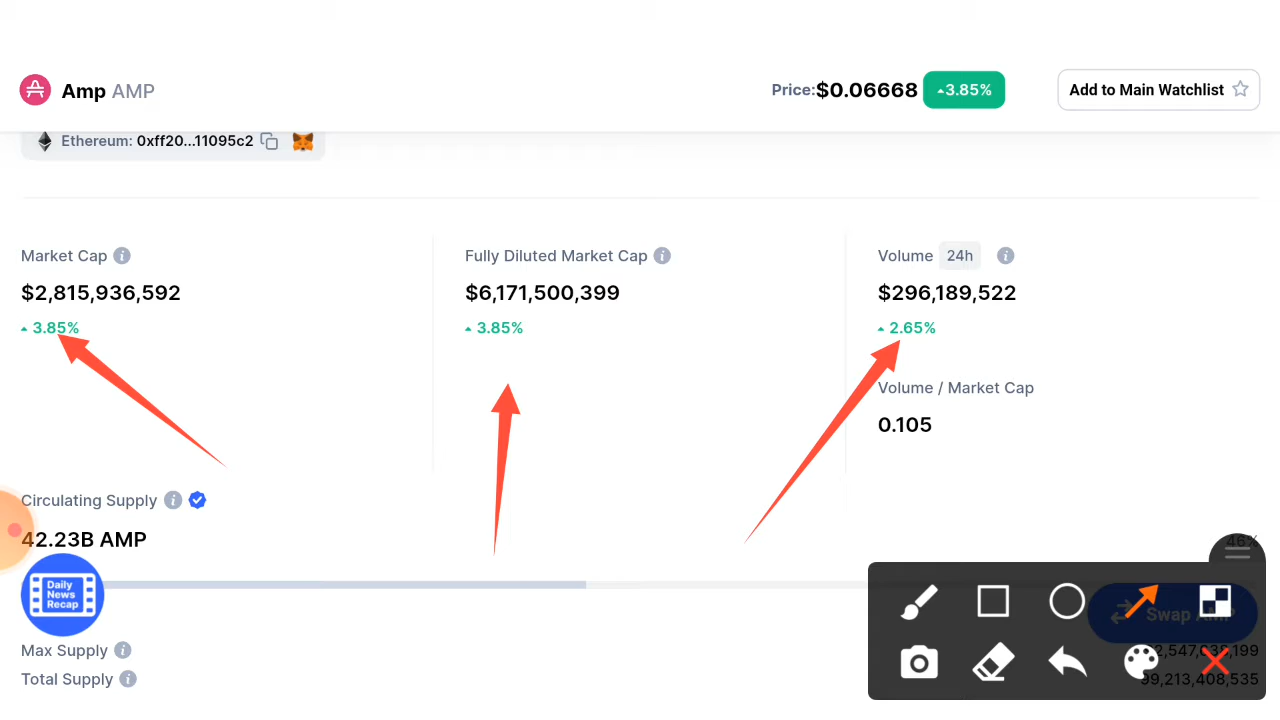 Amp AMP
Price:$0.06668 3.85%
Add to Main Watchlist
Ethereum: 0xff20...11095c2
Market Cap
$2,815,936,592
3.85%
Fully Diluted Market Cap
$6,171,500,399
3.85%
Volume 24h
$296,189,522
2.65%
Volume / Market Cap
0.105
Circulating Supply
42.23B AMP
46%
Daily
News
Recap
Swap AMP
Max Supply
Total Supply
99,213,408,535